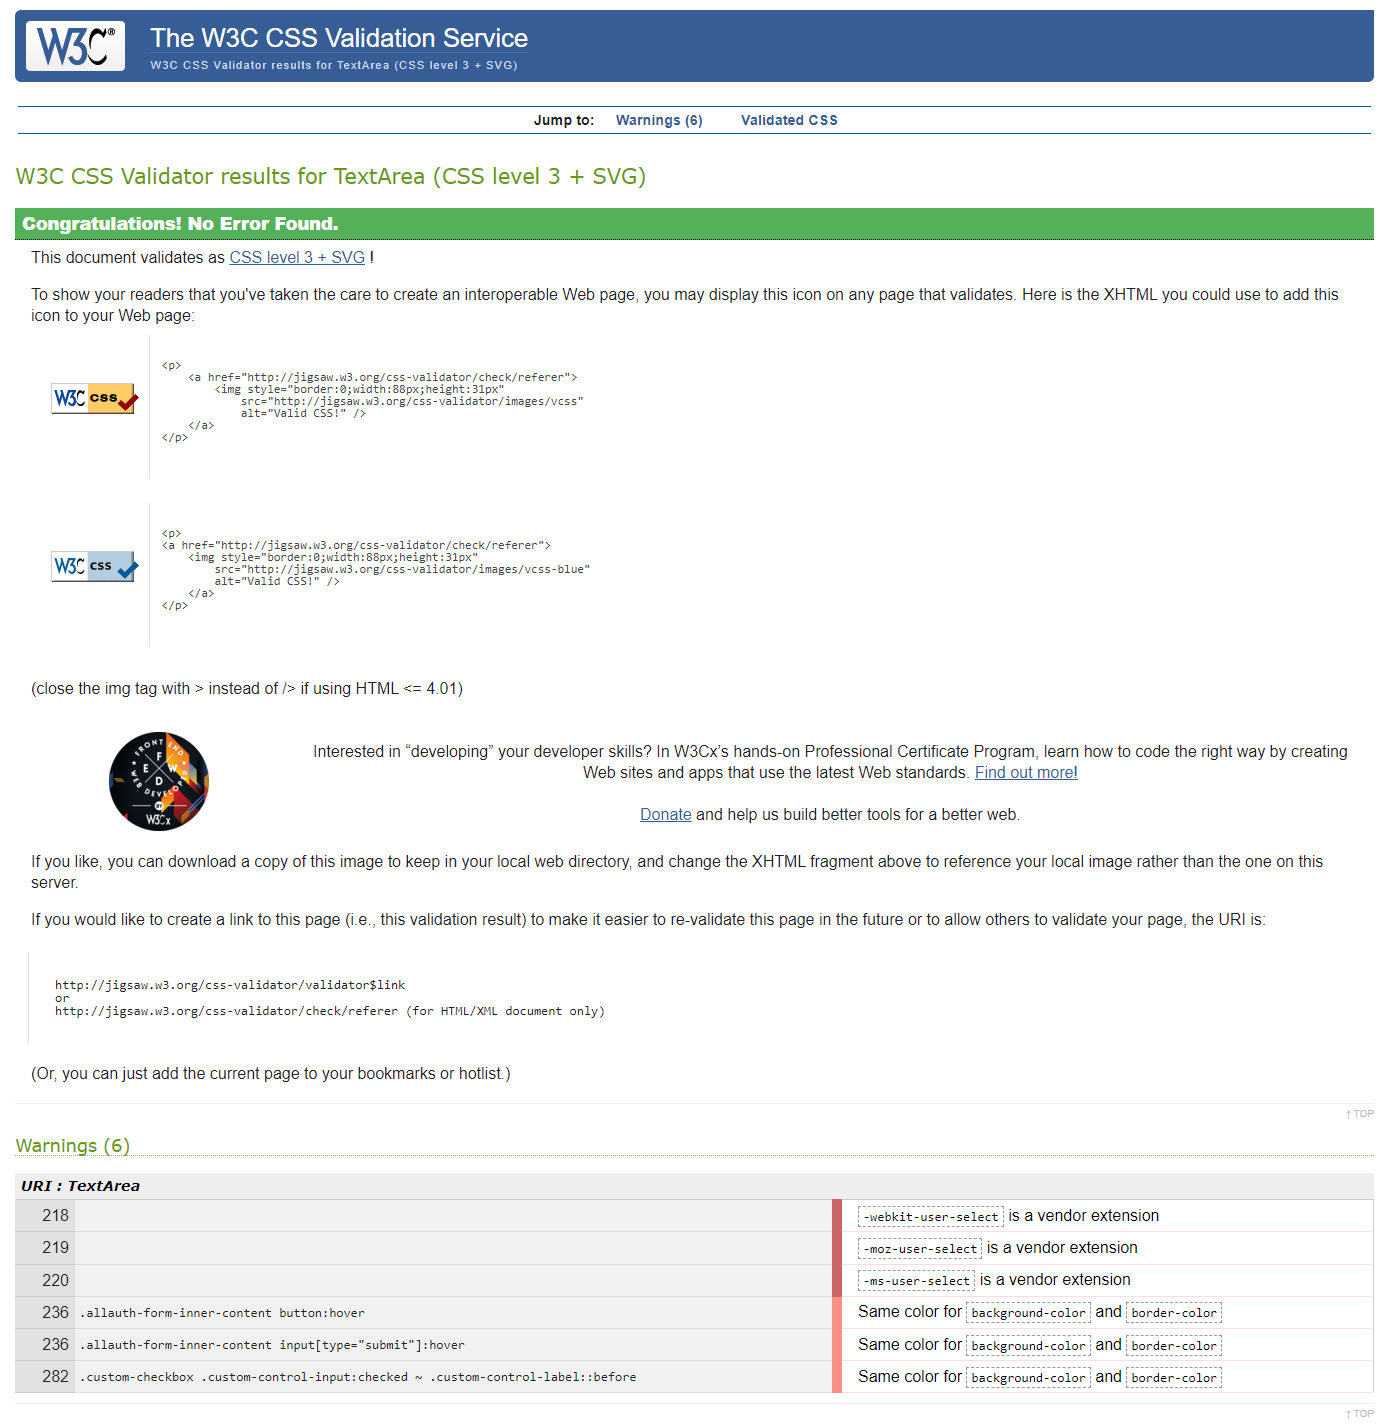 W3C®
The W3C CSS Validation Service
W3C CSS Validator results for TextArea (CSS level 3 + SVG)
Jump to: Warnings (6) Validated CSS
W3C CSS Validator results for TextArea (CSS level 3 + SVG)
Congratulations! No Error Found.
This document validates as CSS level 3 + SVG !
To show your readers that you've taken the care to create an interoperable Web page, you may display this icon on any page that validates. Here is the XHTML you could use to add this
icon to your Web page:
W3C css
<p>
<a href="http://jigsaw.w3.org/css-validator/check/referer">
<img style="border:0;width:88px;height:31px"
src="http://jigsaw.w3.org/css-validator/images/vcss"
alt="Valid CSS!" />
</a>
</p>
W3C css
<p>
<a href="http://jigsaw.w3.org/css-validator/check/referer">
<img style="border:0;width:88px;height:31px"
src="http://jigsaw.w3.org/css-validator/images/vcss-blue"
alt="Valid CSS!" />
</a>
</p>
(close the img tag with > instead of /> if using HTML <= 4.01)
FRONT END
F E W D
WEB DEVELOPER
BY
W3Cx
Interested in “developing” your developer skills? In W3Cx’s hands-on Professional Certificate Program, learn how to code the right way by creating
Web sites and apps that use the latest Web standards. Find out more!
Donate and help us build better tools for a better web.
If you like, you can download a copy of this image to keep in your local web directory, and change the XHTML fragment above to reference your local image rather than the one on this
server.
If you would like to create a link to this page (i.e., this validation result) to make it easier to re-validate this page in the future or to allow others to validate your page, the URI is:
http://jigsaw.w3.org/css-validator/validator$link
or
http://jigsaw.w3.org/css-validator/check/referer (for HTML/XML document only)
(Or, you can just add the current page to your bookmarks or hotlist.)
↑ TOP
Warnings (6)
URI : TextArea
218 -webkit-user-select is a vendor extension
219 -moz-user-select is a vendor extension
220 -ms-user-select is a vendor extension
236 .allauth-form-inner-content button:hover Same color for background-color and border-color
236 .allauth-form-inner-content input[type="submit"]:hover Same color for background-color and border-color
282 .custom-checkbox .custom-control-input:checked ~ .custom-control-label::before Same color for background-color and border-color
↑ TOP